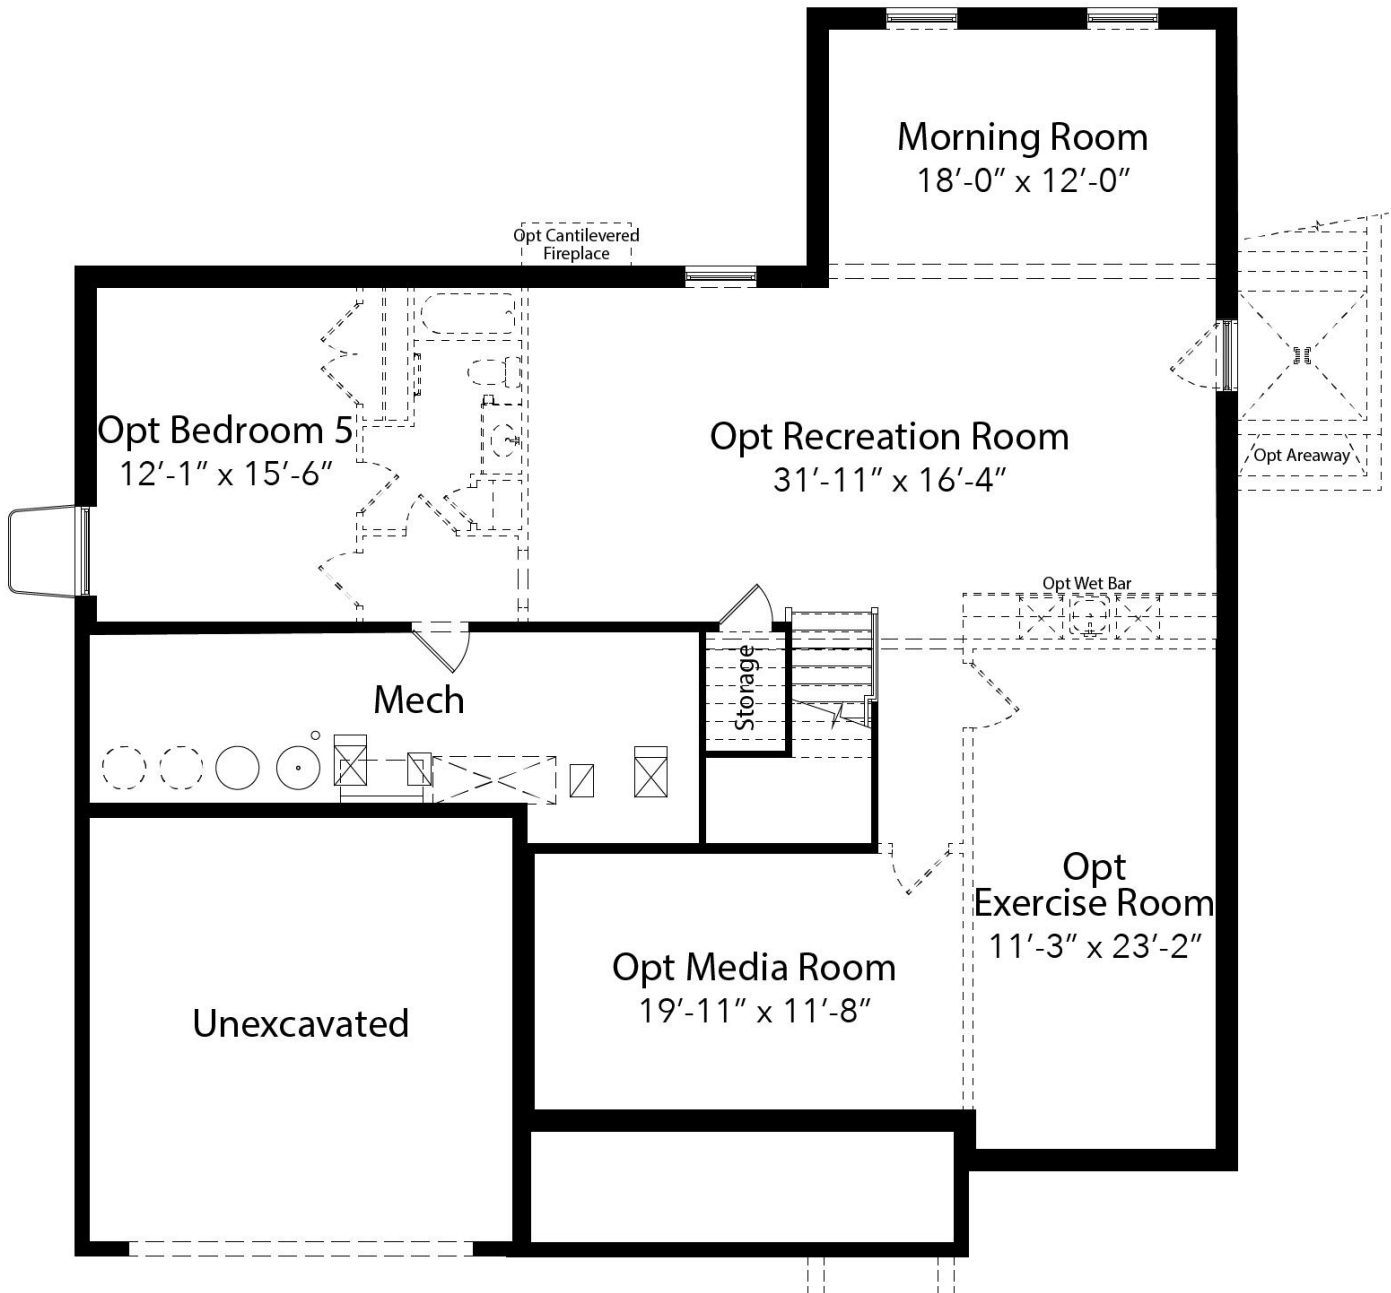 Morning Room
18’-0” x 12’-0”
Opt Cantilevered
Fireplace
Opt Bedroom 5
12’-1” x 15’-6”
Opt Recreation Room
31’-11” x 16’-4”
Opt Areaway
Opt Wet Bar
Storage
Mech
Opt
Exercise Room
11’-3” x 23’-2”
Opt Media Room
19’-11” x 11’-8”
Unexcavated